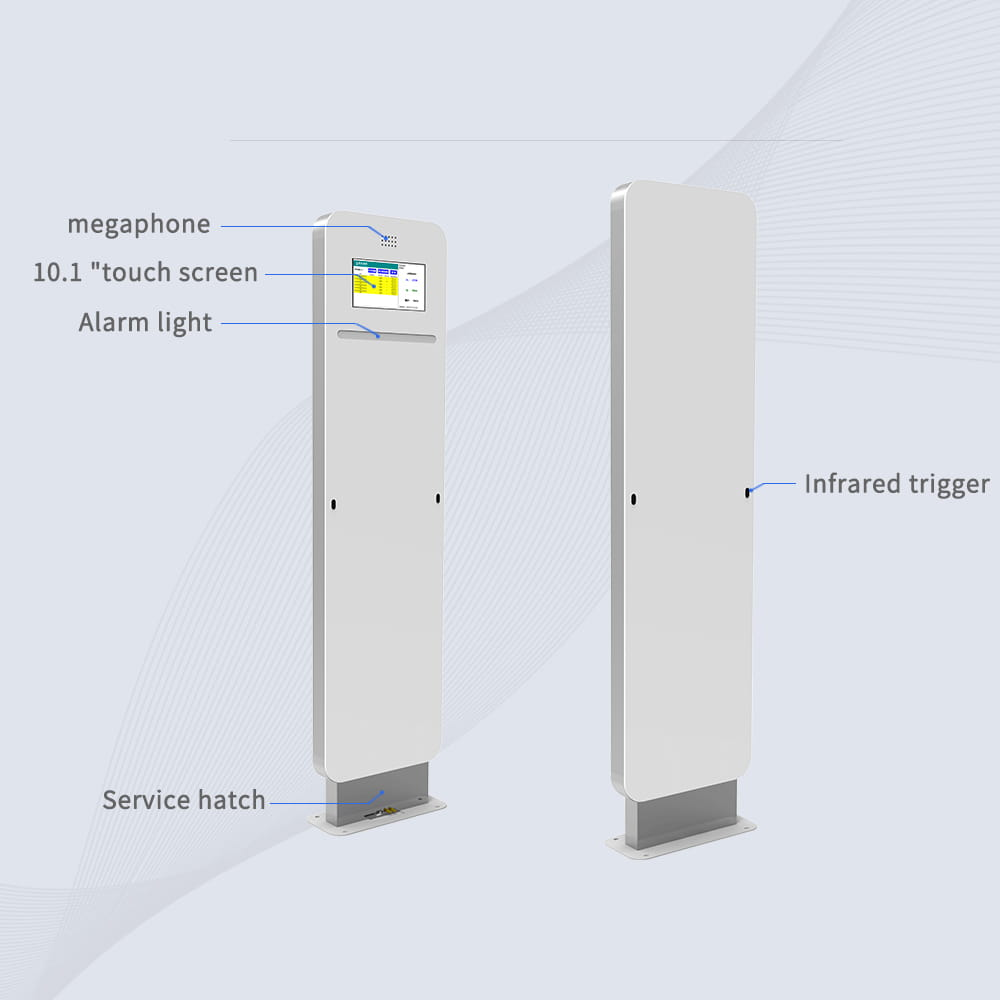 megaphone
10.1 "touch screen
Alarm light
Infrared trigger
Service hatch